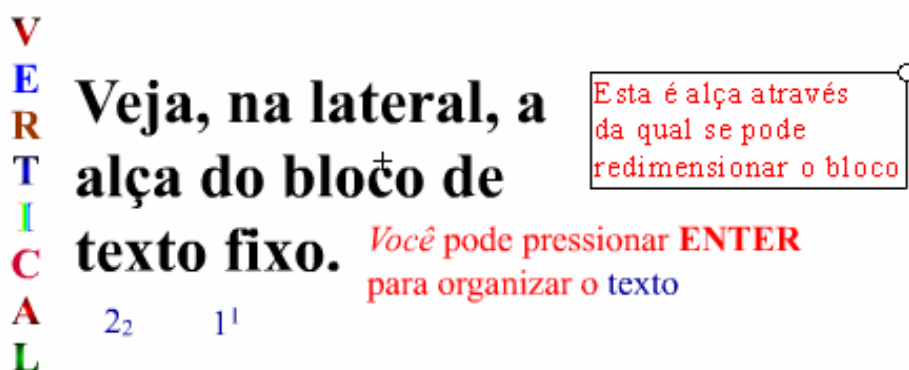 VERTICAL
Veja, na lateral, a
alça do bloco de
texto fixo.
Esta é alça através
da qual se pode
redimensionar o bloco
Você pode pressionar ENTER
para organizar o texto
2₂
1¹